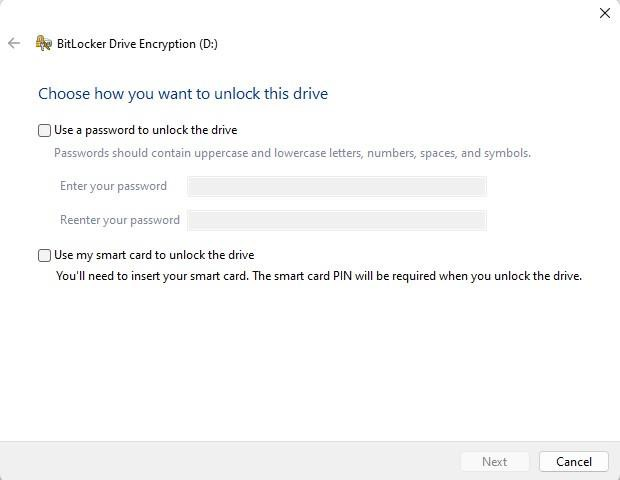 BitLocker Drive Encryption (D:)
Choose how you want to unlock this drive
Use a password to unlock the drive
Passwords should contain uppercase and lowercase letters, numbers, spaces, and symbols.
Enter your password
Reenter your password
Use my smart card to unlock the drive
You'll need to insert your smart card. The smart card PIN will be required when you unlock the drive.
Next Cancel